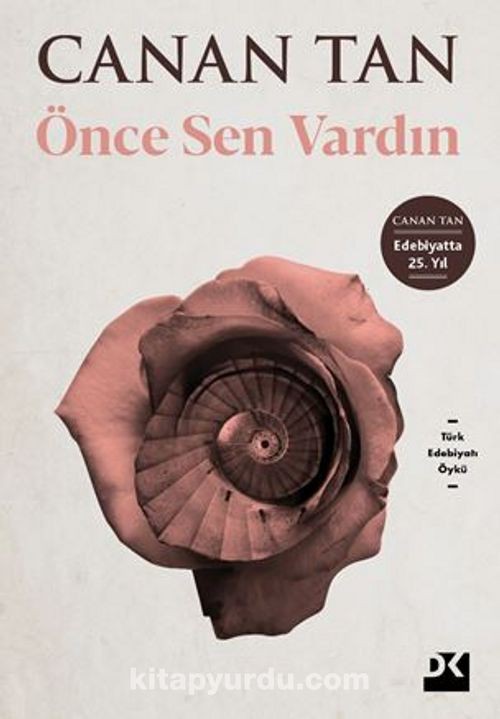 CANAN TAN
Önce Sen Vardın
CANAN TAN
Edebiyatta
25. Yıl
Türk
Edebiyatı
Öykü
DK
kitapyurdu.com